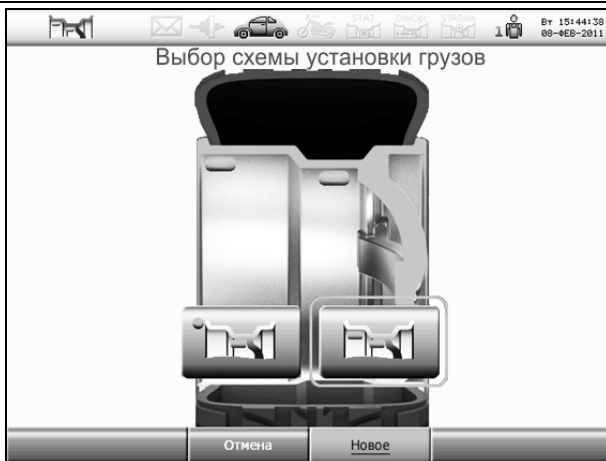 STAT DistOpt STATmin 1 Вт 15:44:38
08-ФЕВ-2011
Выбор схемы установки грузов
Отмена Новое